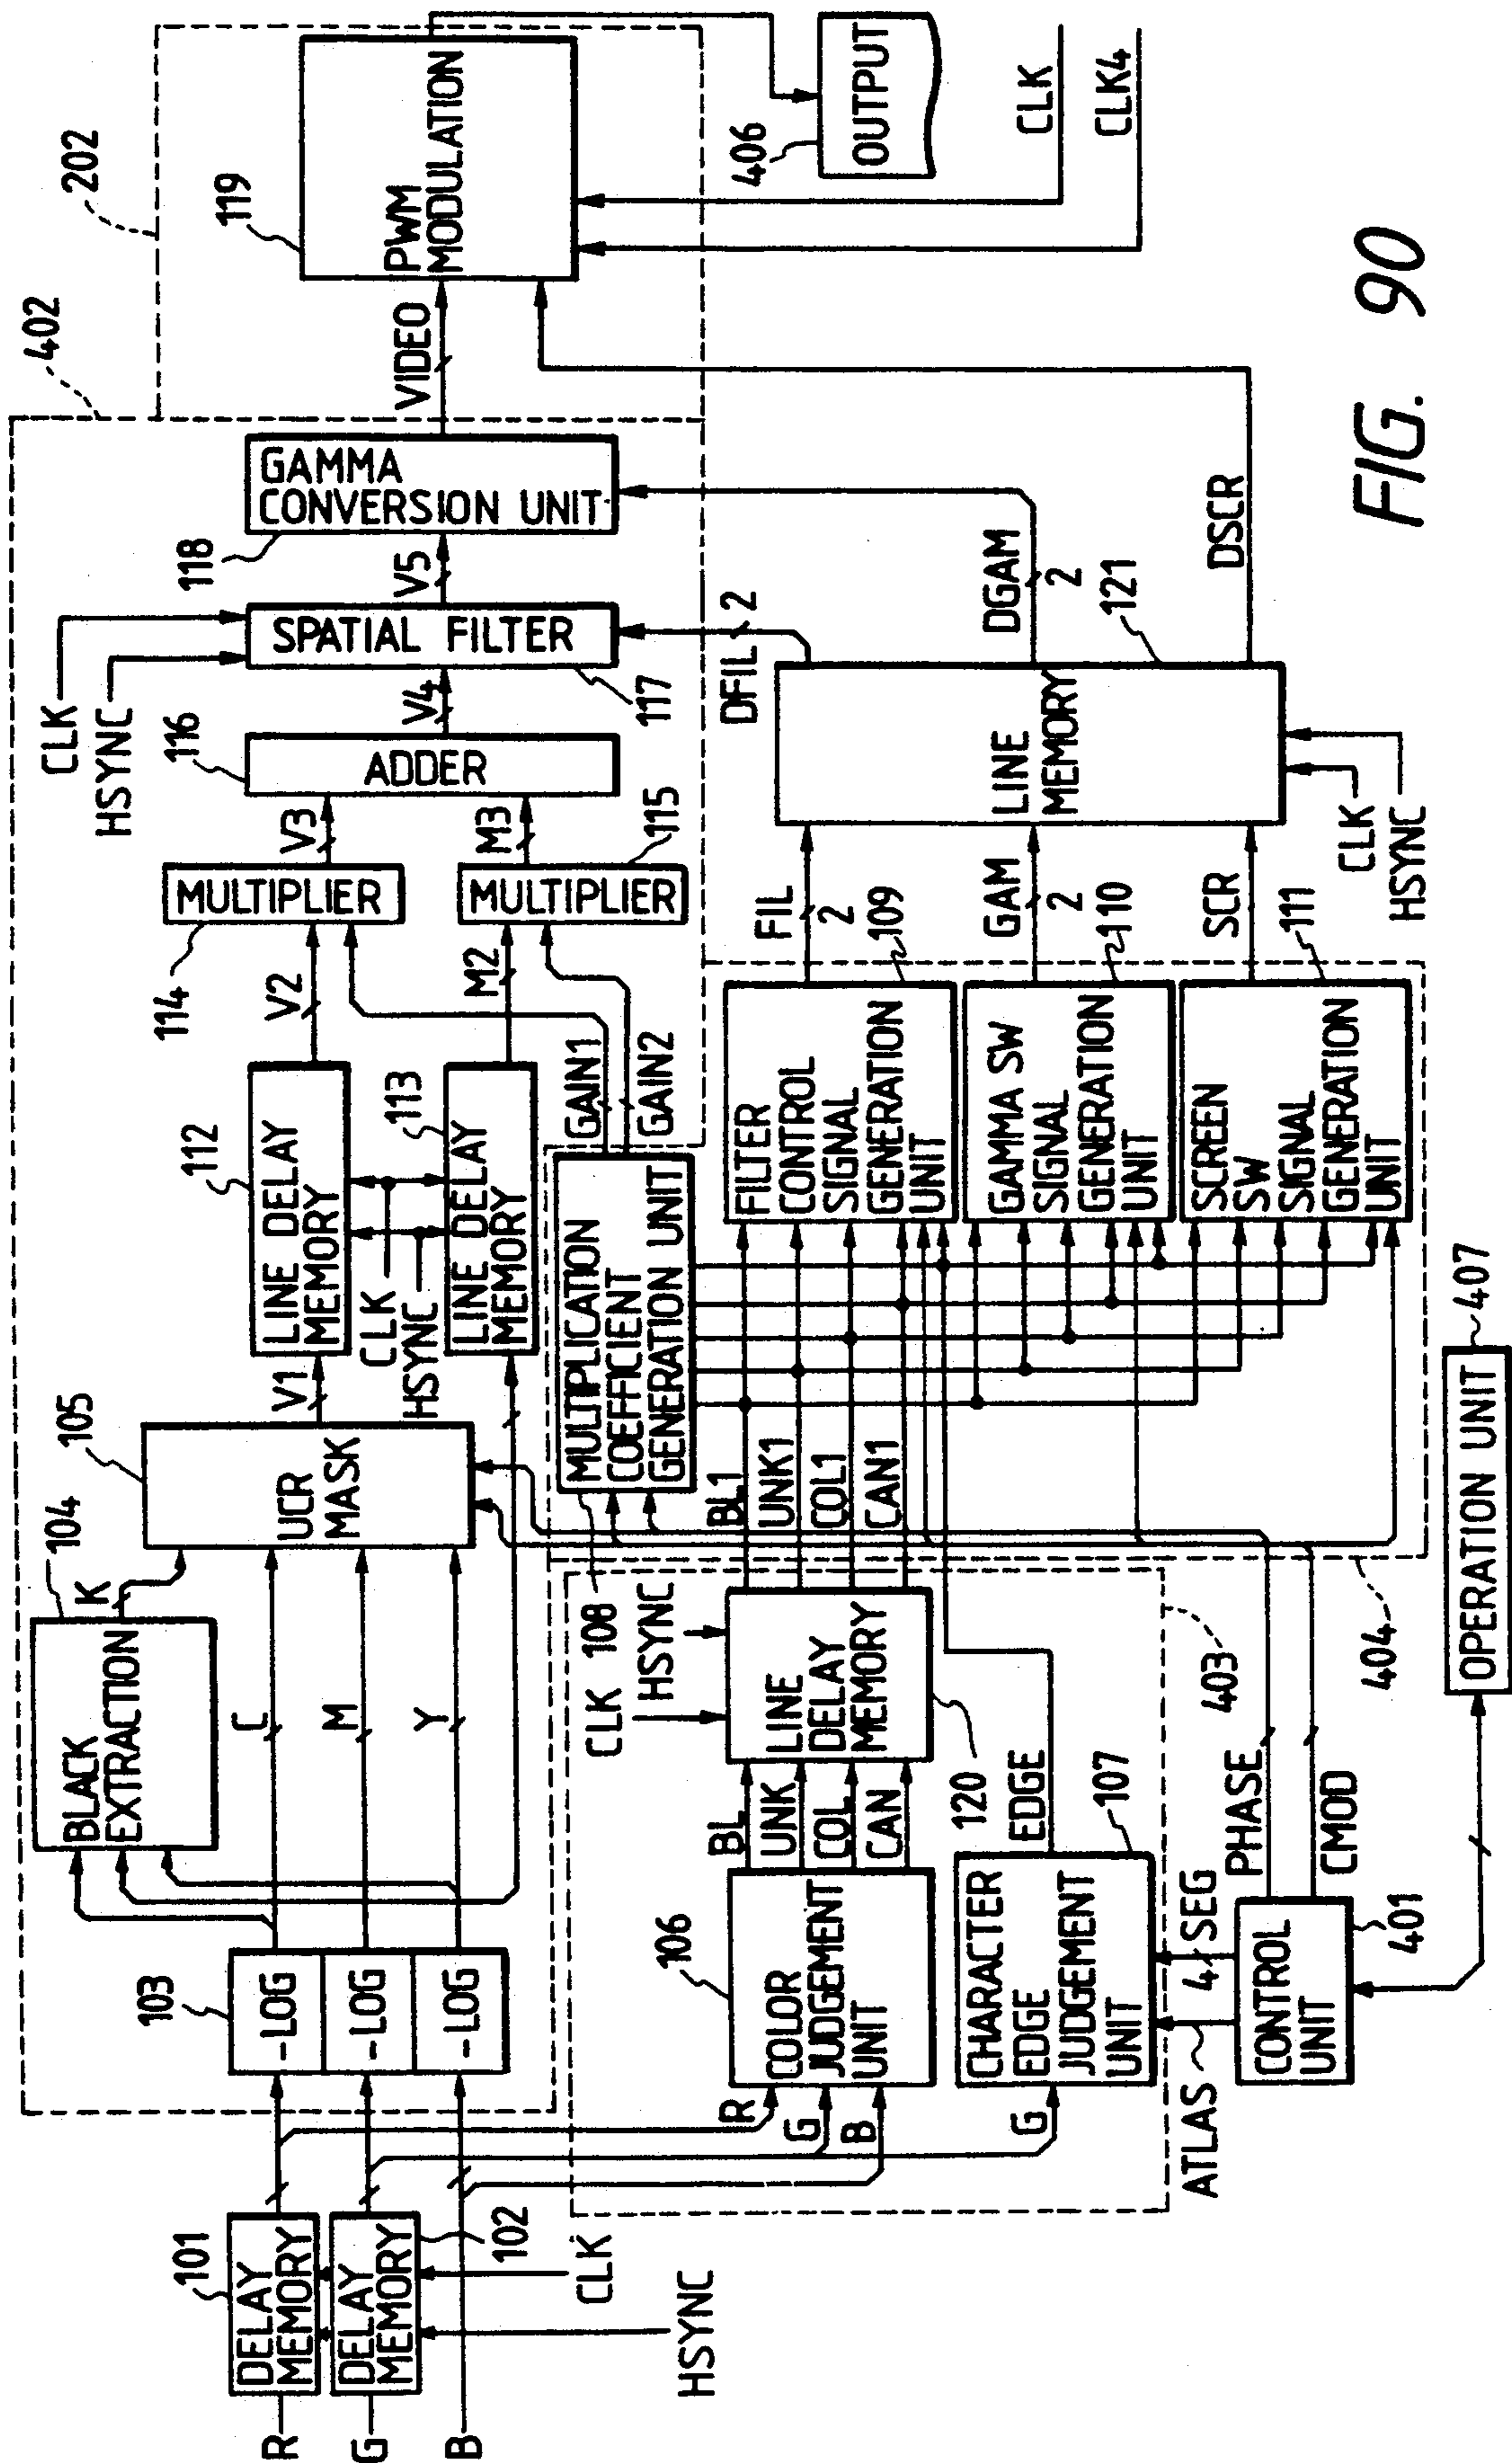 R
G
B
DELAY
MEMORY
101
DELAY
MEMORY
102
CLK
HSYNC
103
-LOG
-LOG
-LOG
BLACK
EXTRACTION
104
K
C
M
Y
105
UCR
MASK
V1
112
LINE DELAY
MEMORY
CLK
HSYNC
113
LINE DELAY
MEMORY
V2
M2
114
MULTIPLIER
MULTIPLIER
115
V3
M3
CLK
HSYNC
116
ADDER
V4
SPATIAL FILTER
117
V5
118
GAMMA
CONVERSION UNIT
402
VIDEO
202
119
PWM
MODULATION
406
OUTPUT
CLK
CLK4
R
G
B
106
COLOR
JUDGEMENT
UNIT
BL
UNK
COL
CAN
CLK
HSYNC
LINE
DELAY
MEMORY
120
BL1
UNK1
COL1
CAN1
G
CHARACTER
EDGE
JUDGEMENT
UNIT
107
EDGE
403
404
108
MULTIPLICATION
COEFFICIENT
GENERATION UNIT
GAIN1
GAIN2
FILTER
CONTROL
SIGNAL
GENERATION
UNIT
109
FIL
2
GAMMA SW
SIGNAL
GENERATION
UNIT
110
GAM
2
SCREEN
SW
SIGNAL
GENERATION
UNIT
111
SCR
LINE
MEMORY
121
CLK
HSYNC
DFIL
2
DGAM
2
DSCR
ATLAS
4
SEG
PHASE
CMOD
CONTROL
UNIT
401
OPERATION UNIT
407
FIG. 90